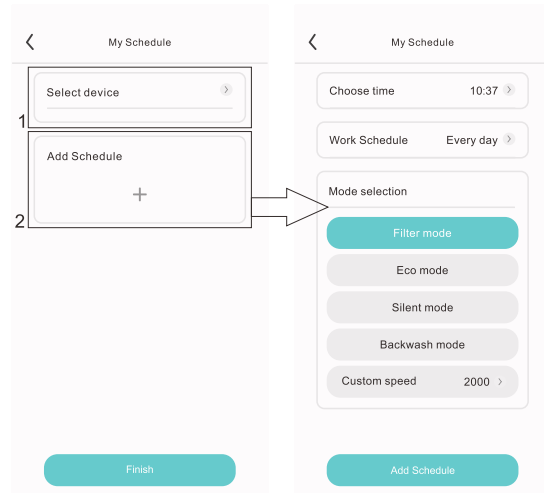 My Schedule
Select device
1
Add Schedule
2
Finish
My Schedule
Choose time 10:37
Work Schedule Every day
Mode selection
Filter mode
Eco mode
Silent mode
Backwash mode
Custom speed 2000
Add Schedule